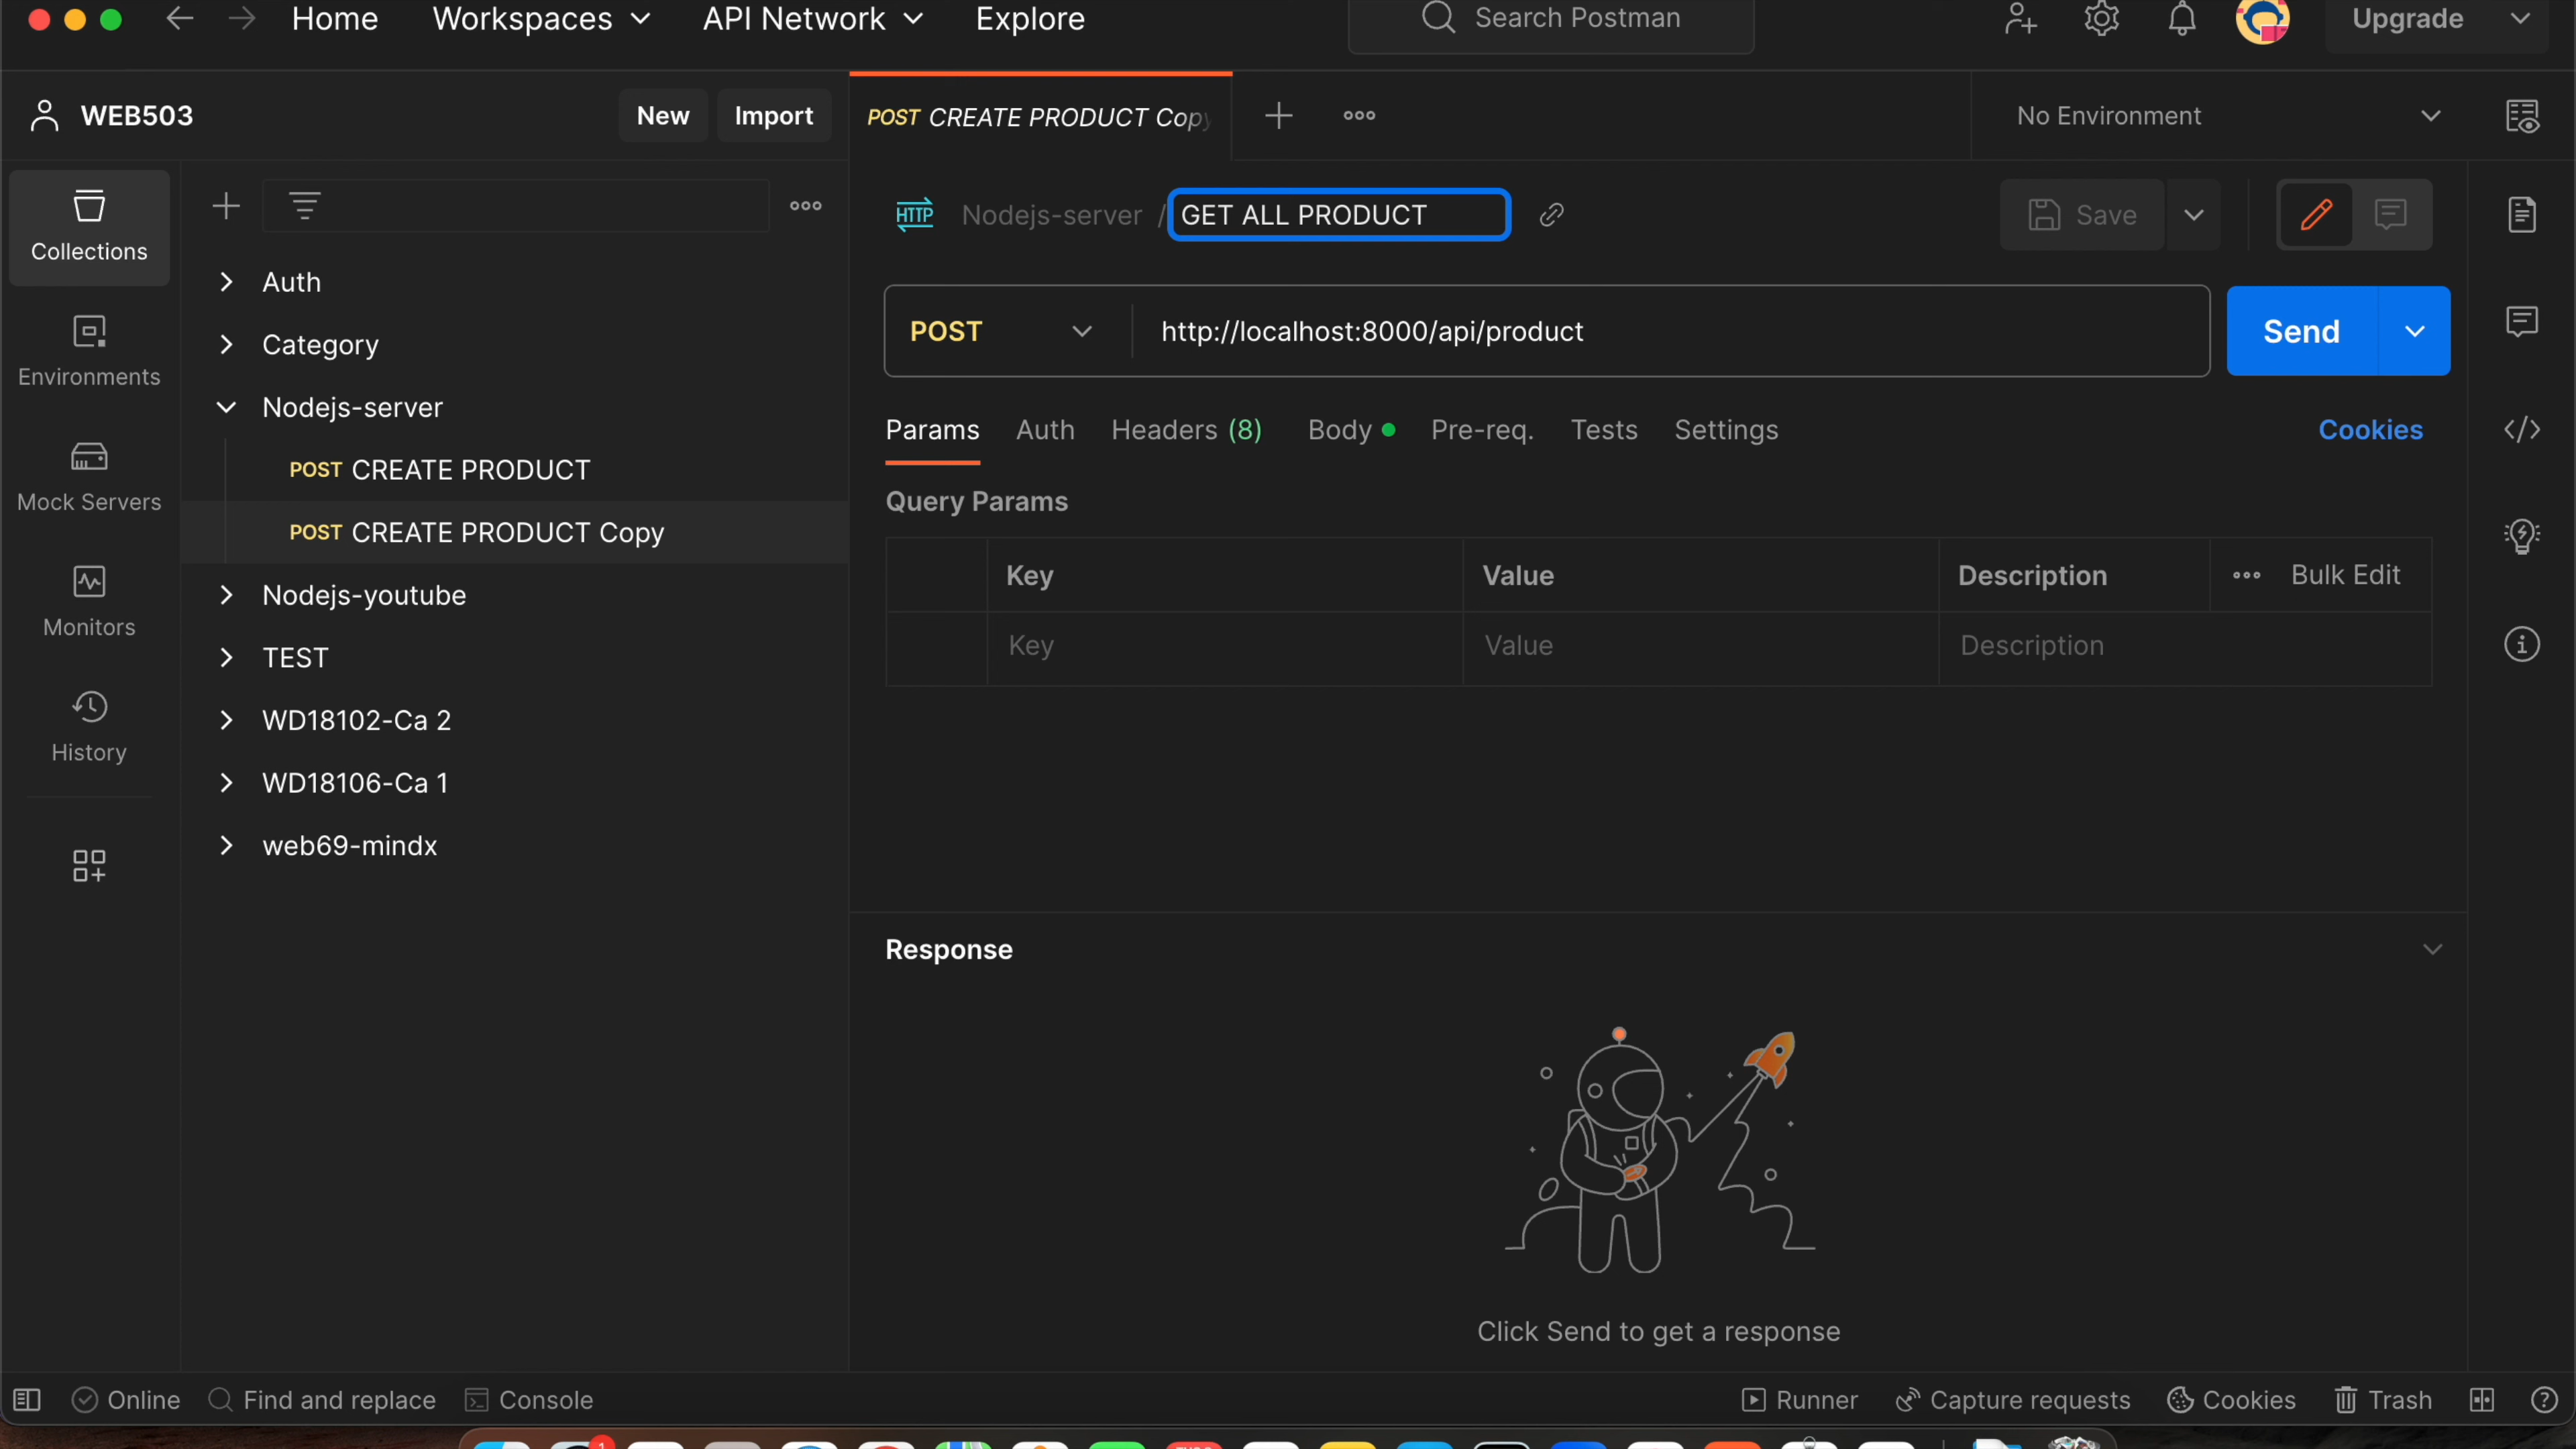 Home Workspaces API Network Explore Search Postman Upgrade
WEB503 New Import POST CREATE PRODUCT Copy No Environment
Nodejs-server / GET ALL PRODUCT Save
Collections
Auth
Category
Nodejs-server
POST CREATE PRODUCT
POST CREATE PRODUCT Copy
Nodejs-youtube
TEST
WD18102-Ca 2
WD18106-Ca 1
web69-mindx
Environments
Mock Servers
Monitors
History
HTTP
POST http://localhost:8000/api/product Send
Params Auth Headers (8) Body Pre-req. Tests Settings Cookies
Query Params
Key Value Description Bulk Edit
Key Value Description
Response
Click Send to get a response
Online Find and replace Console Runner Capture requests Cookies Trash
1